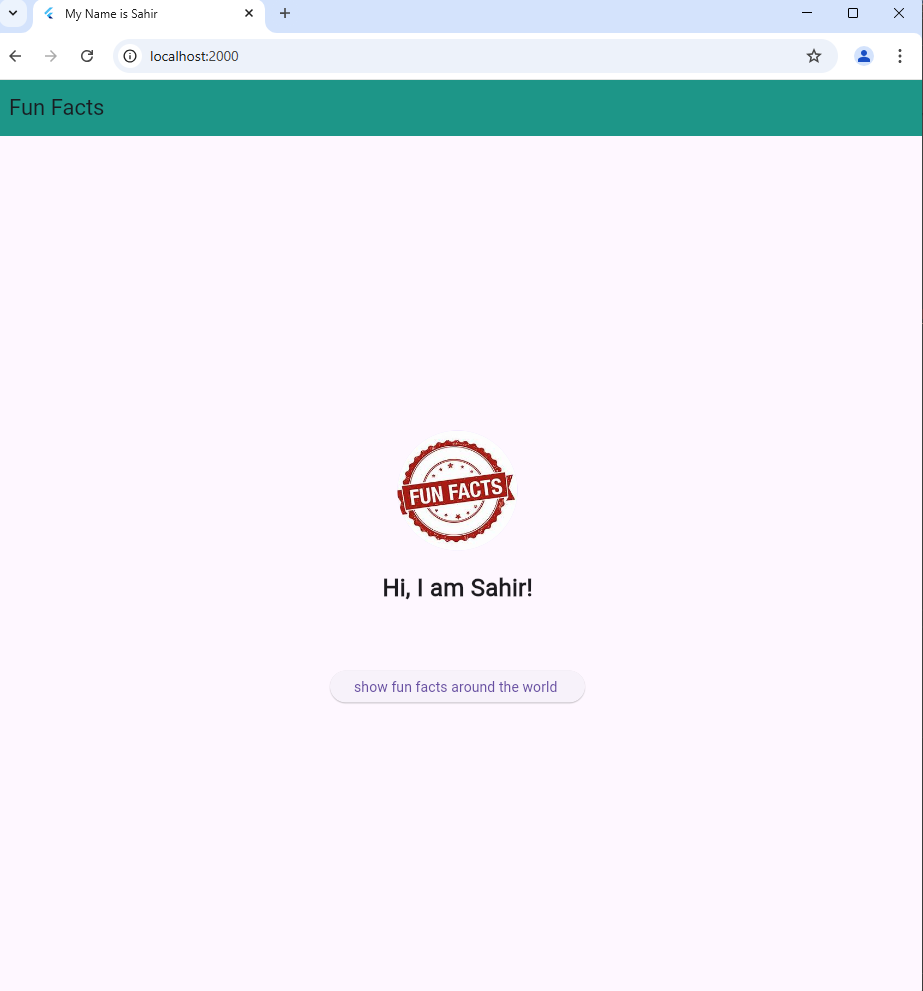 My Name is Sahir
localhost:2000
Fun Facts
FUN FACTS
Hi, I am Sahir!
show fun facts around the world